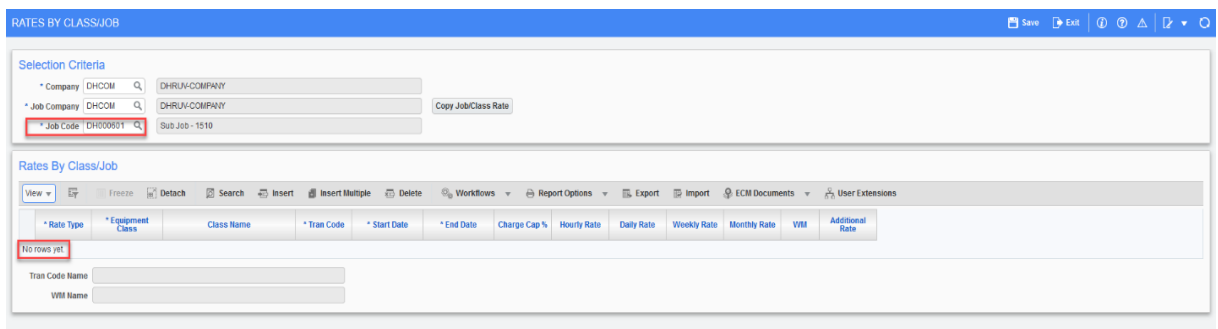 RATES BY CLASS/JOB
Save Exit
Selection Criteria
* Company DHCOM DHRUV-COMPANY
* Job Company DHCOM DHRUV-COMPANY Copy Job/Class Rate
* Job Code DH000601 Sub Job - 1510
Rates By Class/Job
View Freeze Detach Search Insert Insert Multiple Delete Workflows Report Options Export Import ECM Documents User Extensions
* Rate Type * Equipment Class Class Name * Tran Code * Start Date * End Date Charge Cap % Hourly Rate Daily Rate Weekly Rate Monthly Rate WM Additional Rate
No rows yet.
Tran Code Name
WM Name